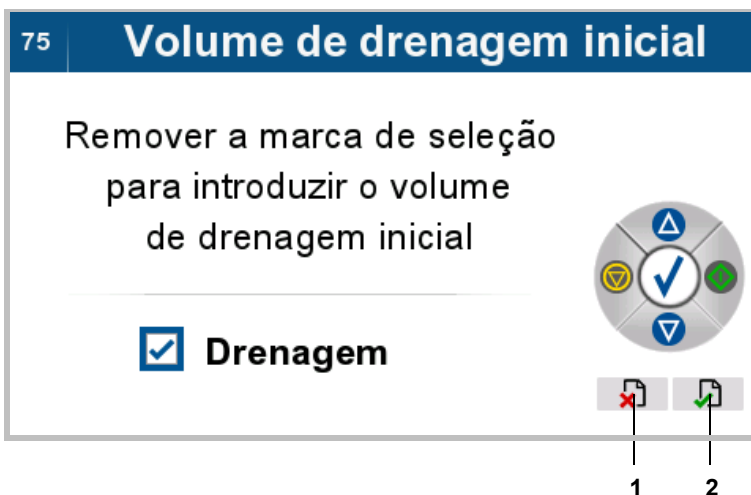 75 Volume de drenagem inicial
Remover a marca de seleção
para introduzir o volume
de drenagem inicial
Drenagem
1 2